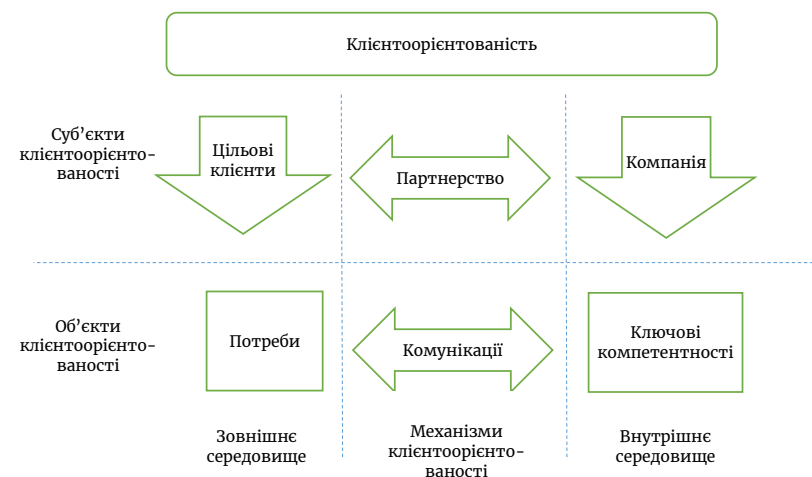 Клієнтоорієнтованість
Суб’єкти
клієнтоорієнто-
ваності
Цільові
клієнти
Партнерство
Компанія
Об’єкти
клієнтоорієнто-
ваності
Потреби
Комунікації
Ключові
компетентності
Зовнішнє
середовище
Механізми
клієнтоорієнто-
ваності
Внутрішнє
середовище